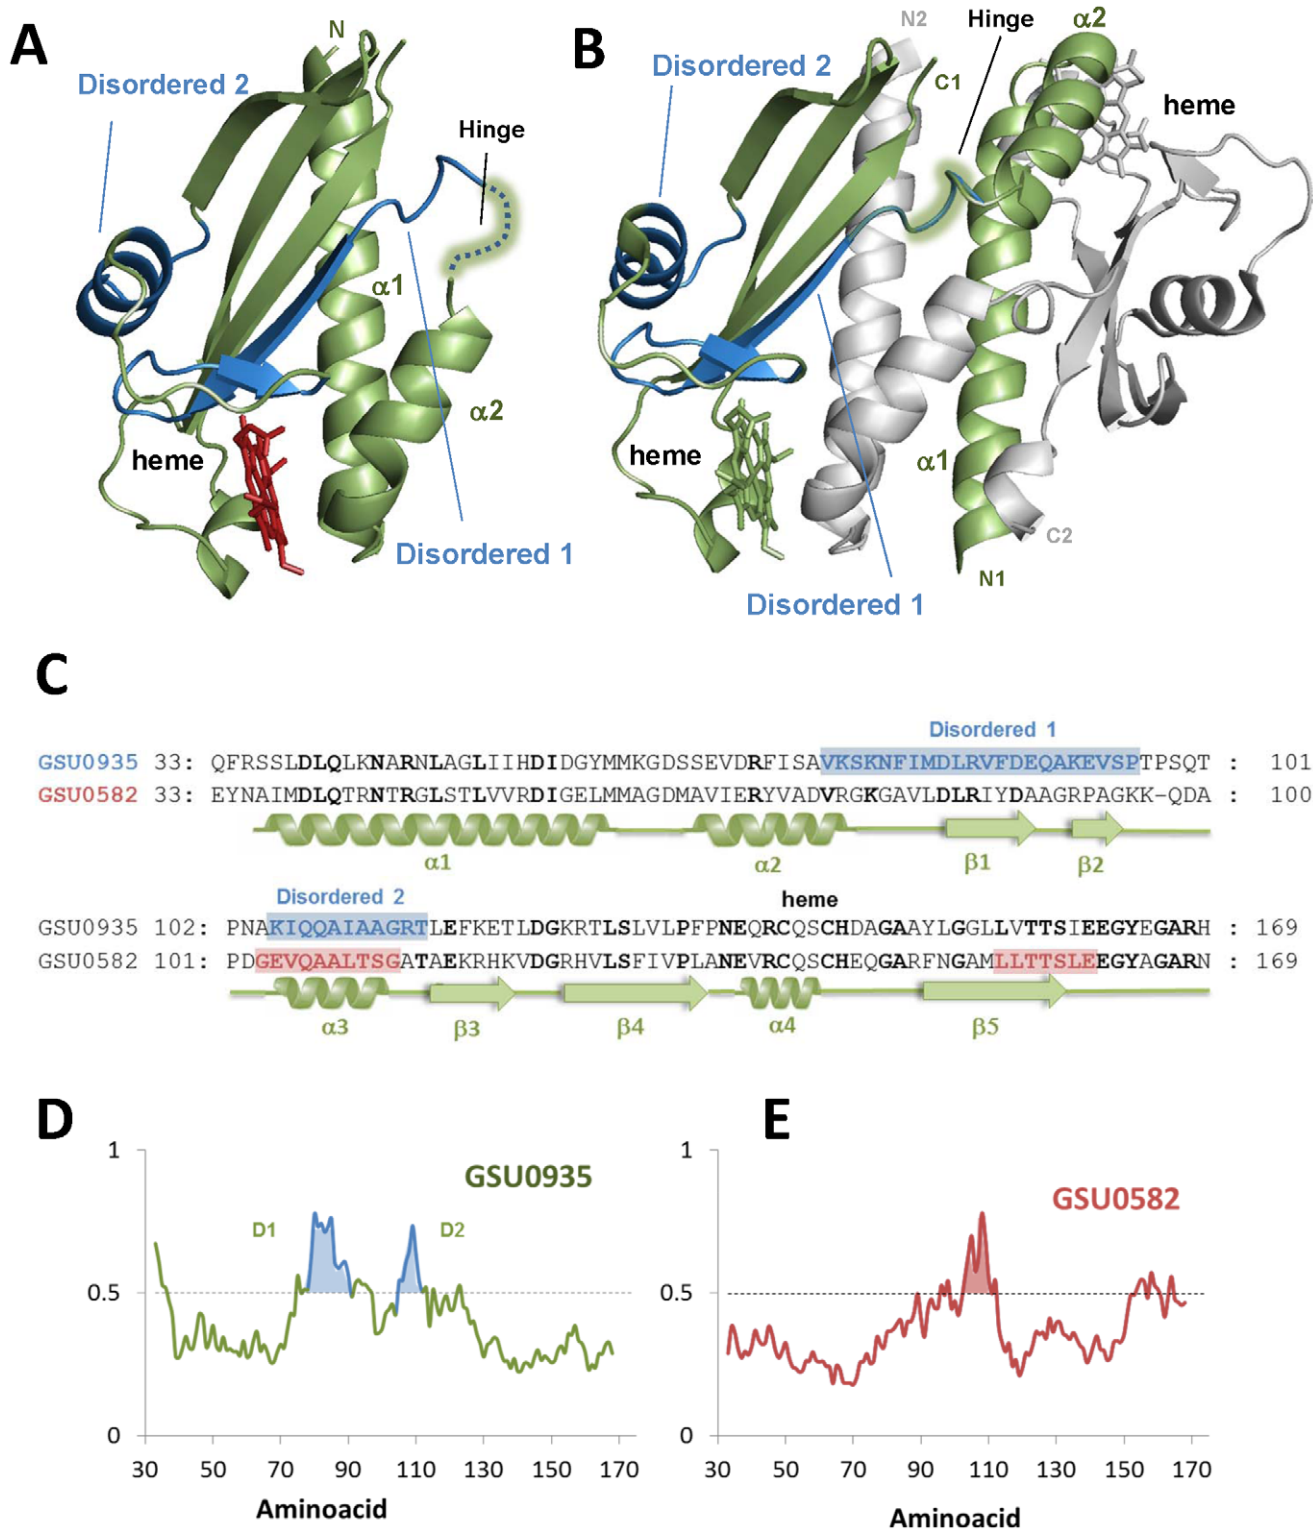 A
N
Disordered 2
Hinge
α1
α2
heme
Disordered 1
B
N2
Hinge
α2
Disordered 2
C1
heme
heme
α1
C2
N1
Disordered 1
C
Disordered 1
GSU0935 33: QFRSSLDLQLKNARNLAGLIIHDIDGYMMKGDSSEVDRFISAVKSKNFIMDLRVFDEQAKEVSPTPSQT : 101
GSU0582 33: EYNAIMDLQTRNTRGLSTLVVRDIGELMMAGDMAVIERYVADVRGKGAVLDLRIYDAAGRPAGKK-QDA : 100
α1 α2 β1 β2
Disordered 2 heme
GSU0935 102: PNAKIQQAIAAGRTLEFKETLDGKRTLSLVLPFPNEQRCQSCHDAGAAYLGGLLVTTSIEEGYEGARH : 169
GSU0582 101: PDGEVQAALTSGATAEKRHKVDGRHVLSFIVPLANEVRCQSCHEQGARFNGAMLLTTSLEEGYAGARN : 169
α3 β3 β4 α4 β5
D
1
GSU0935
D1 D2
0.5
0
30 50 70 90 110 130 150 170
Aminoacid
E
1
GSU0582
0.5
0
30 50 70 90 110 130 150 170
Aminoacid